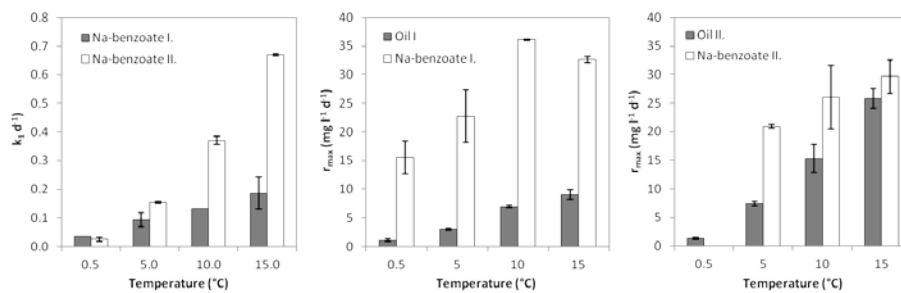 0.8
0.7
0.6
0.5
0.4
0.3
0.2
0.1
0.0
k₁ d⁻¹
Na-benzoate I.
Na-benzoate II.
0.5 5.0 10.0 15.0
Temperature (°C)
40
35
30
25
20
15
10
5
0
r_max (mg l⁻¹ d⁻¹)
Oil I
Na-benzoate I.
0.5 5 10 15
Temperature (°C)
40
35
30
25
20
15
10
5
0
r_max (mg l⁻¹ d⁻¹)
Oil II.
Na-benzoate II.
0.5 5 10 15
Temperature (°C)